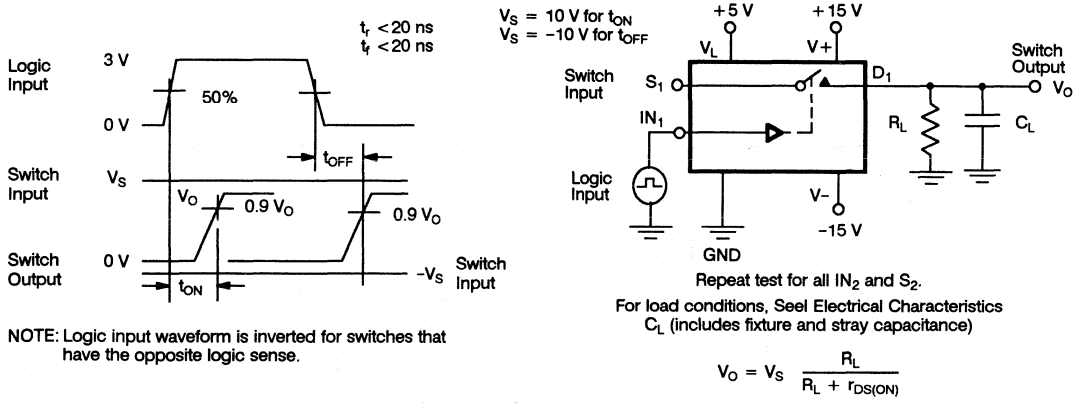 tr <20 ns
tf <20 ns
Logic Input
3 V
50%
0 V
tOFF
Switch Input
VS
VO
0.9 VO
0.9 VO
Switch Output
0 V
–VS
Switch Input
tON
NOTE: Logic input waveform is inverted for switches that
have the opposite logic sense.
VS = 10 V for tON
VS = –10 V for tOFF
+5 V
+15 V
VL
V+
Switch Input
S1
D1
Switch Output
VO
IN1
RL
CL
Logic Input
V–
–15 V
GND
Repeat test for all IN2 and S2.
For load conditions, Seel Electrical Characteristics
CL (includes fixture and stray capacitance)
VO = VS RL
RL + rDS(ON)